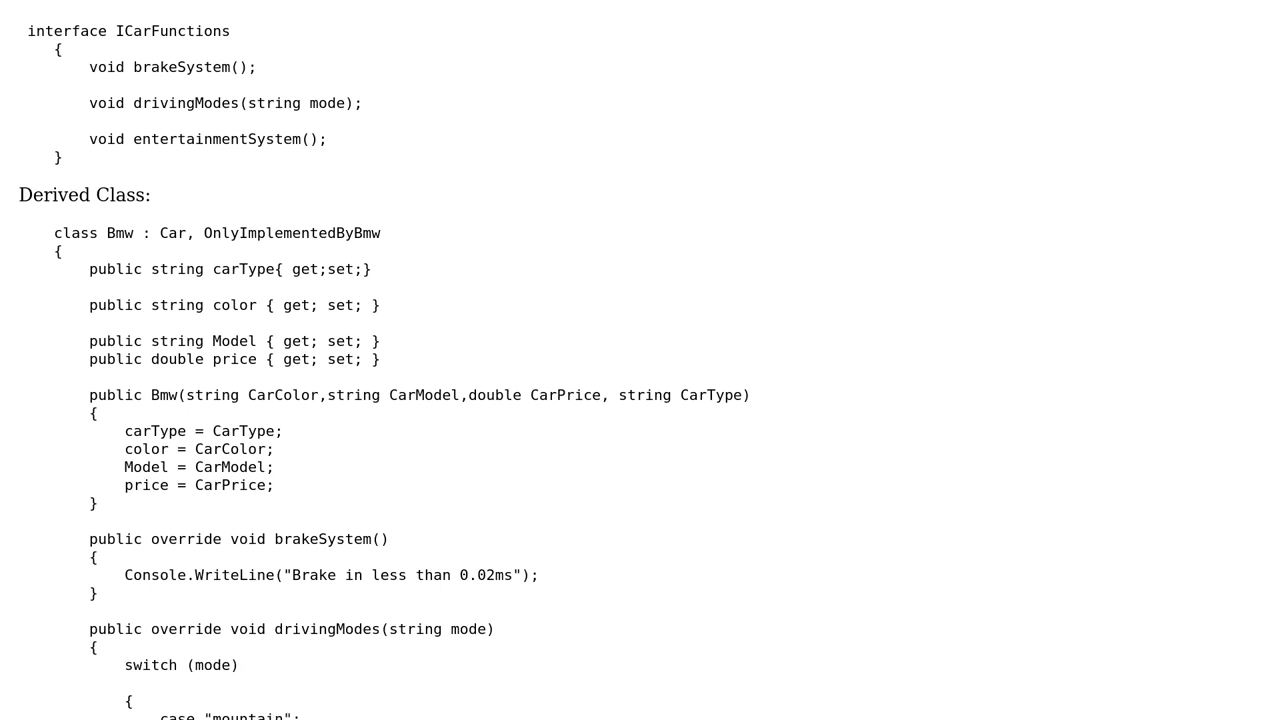 interface ICarFunctions
{
void brakeSystem();
void drivingModes(string mode);
void entertainmentSystem();
}
Derived Class:
class Bmw : Car, OnlyImplementedByBmw
{
public string carType{ get;set;}
public string color { get; set; }
public string Model { get; set; }
public double price { get; set; }
public Bmw(string CarColor,string CarModel,double CarPrice, string CarType)
{
carType = CarType;
color = CarColor;
Model = CarModel;
price = CarPrice;
}
public override void brakeSystem()
{
Console.WriteLine("Brake in less than 0.02ms");
}
public override void drivingModes(string mode)
{
switch (mode)
{
case "mountain":